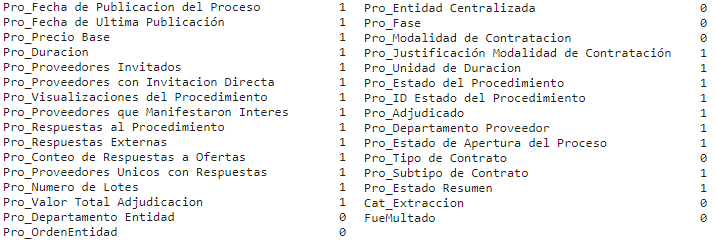 Pro_Fecha de Publicacion del Proceso 1
Pro_Fecha de Ultima Publicación 1
Pro_Precio Base 1
Pro_Duracion 1
Pro_Proveedores Invitados 1
Pro_Proveedores con Invitacion Directa 1
Pro_Visualizaciones del Procedimiento 1
Pro_Proveedores que Manifestaron Interes 1
Pro_Respuestas al Procedimiento 1
Pro_Respuestas Externas 1
Pro_Conteo de Respuestas a Ofertas 1
Pro_Proveedores Unicos con Respuestas 1
Pro_Numero de Lotes 1
Pro_Valor Total Adjudicacion 1
Pro_Departamento Entidad 0
Pro_OrdenEntidad 0
Pro_Entidad Centralizada 0
Pro_Fase 0
Pro_Modalidad de Contratacion 0
Pro_Justificación Modalidad de Contratación 1
Pro_Unidad de Duracion 1
Pro_Estado del Procedimiento 1
Pro_ID Estado del Procedimiento 1
Pro_Adjudicado 1
Pro_Departamento Proveedor 1
Pro_Estado de Apertura del Proceso 1
Pro_Tipo de Contrato 0
Pro_Subtipo de Contrato 1
Pro_Estado Resumen 1
Cat_Extraccion 0
FueMultado 0